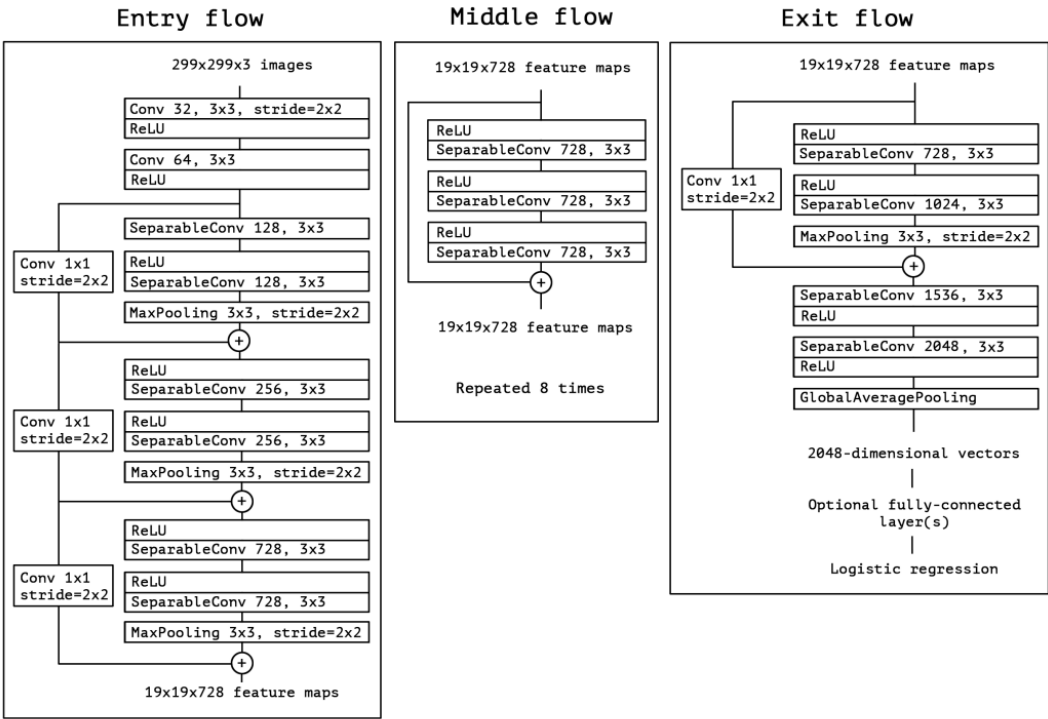 Entry flow
299x299x3 images
Conv 32, 3x3, stride=2x2
ReLU
Conv 64, 3x3
ReLU
SeparableConv 128, 3x3
Conv 1x1
stride=2x2
ReLU
SeparableConv 128, 3x3
MaxPooling 3x3, stride=2x2
+
ReLU
SeparableConv 256, 3x3
Conv 1x1
stride=2x2
ReLU
SeparableConv 256, 3x3
MaxPooling 3x3, stride=2x2
+
ReLU
SeparableConv 728, 3x3
Conv 1x1
stride=2x2
ReLU
SeparableConv 728, 3x3
MaxPooling 3x3, stride=2x2
+
19x19x728 feature maps
Middle flow
19x19x728 feature maps
ReLU
SeparableConv 728, 3x3
ReLU
SeparableConv 728, 3x3
ReLU
SeparableConv 728, 3x3
+
19x19x728 feature maps
Repeated 8 times
Exit flow
19x19x728 feature maps
ReLU
SeparableConv 728, 3x3
Conv 1x1
stride=2x2
ReLU
SeparableConv 1024, 3x3
MaxPooling 3x3, stride=2x2
+
SeparableConv 1536, 3x3
ReLU
SeparableConv 2048, 3x3
ReLU
GlobalAveragePooling
2048-dimensional vectors
Optional fully-connected
layer(s)
Logistic regression